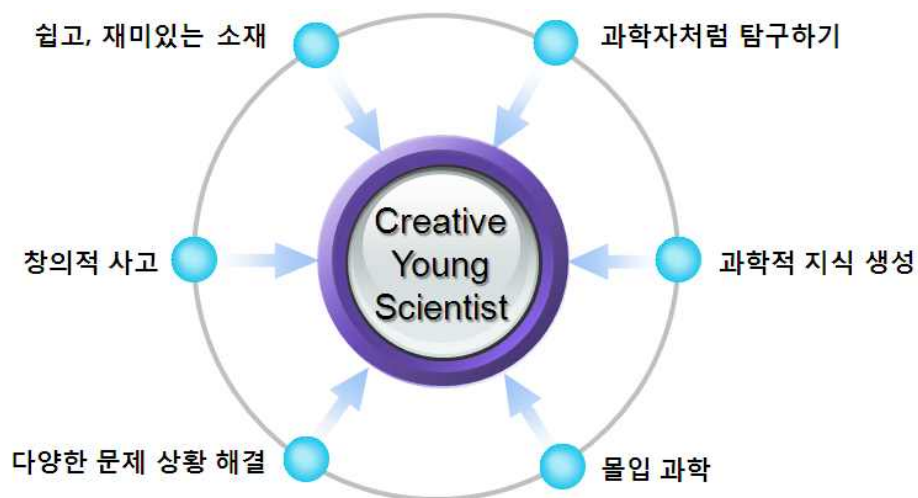 쉽고, 재미있는 소재
과학자처럼 탐구하기
Creative
Young
Scientist
창의적 사고
과학적 지식 생성
다양한 문제 상황 해결
몰입 과학